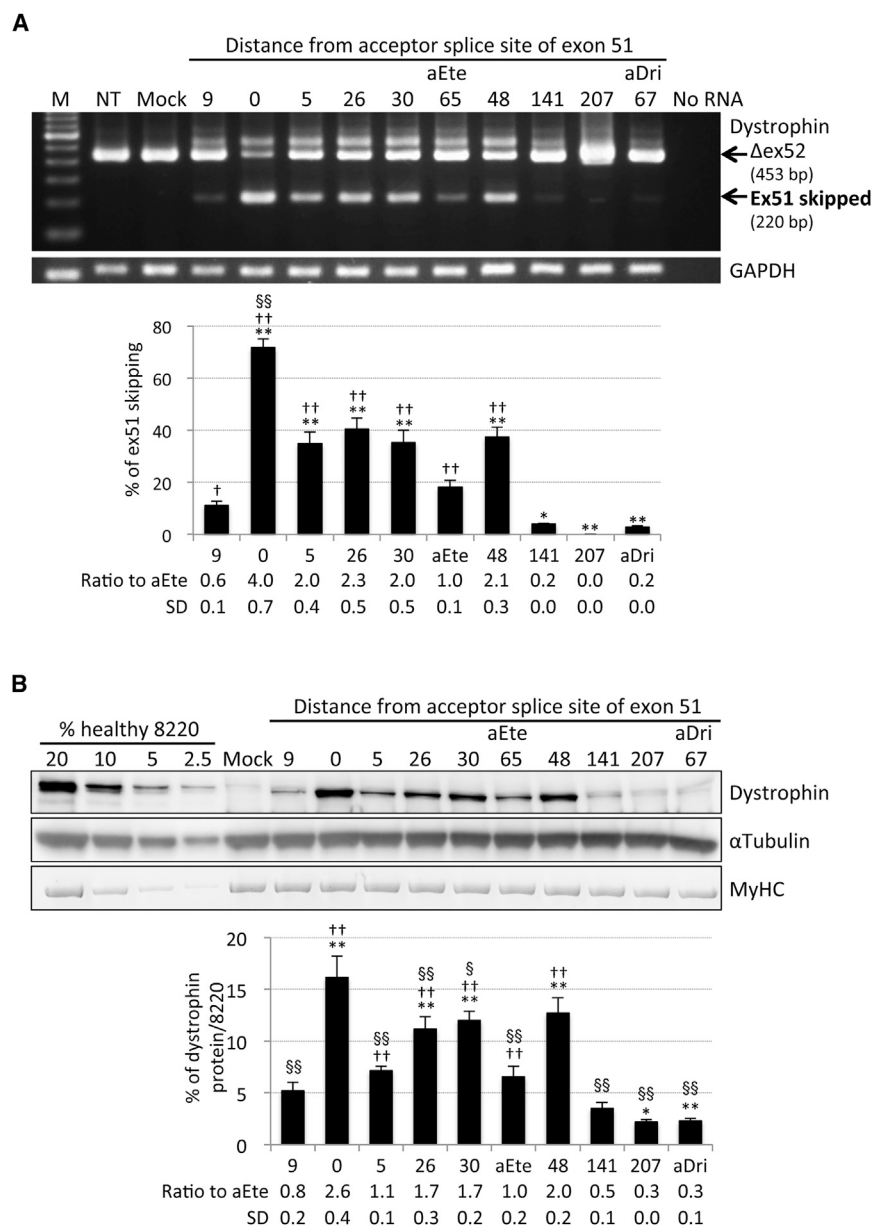 A
Distance from acceptor splice site of exon 51
aEte aDri
M NT Mock 9 0 5 26 30 65 48 141 207 67 No RNA
Dystrophin
Δex52
(453 bp)
Ex51 skipped
(220 bp)
GAPDH
% of ex51 skipping
80
60
40
20
0
†
§§
††
**
††
**
††
**
††
**
††
††
**
*
**
**
9 0 5 26 30 aEte 48 141 207 aDri
Ratio to aEte 0.6 4.0 2.0 2.3 2.0 1.0 2.1 0.2 0.0 0.2
SD 0.1 0.7 0.4 0.5 0.5 0.1 0.3 0.0 0.0 0.0
B
Distance from acceptor splice site of exon 51
% healthy 8220 aEte aDri
20 10 5 2.5 Mock 9 0 5 26 30 65 48 141 207 67
Dystrophin
αTubulin
MyHC
% of dystrophin
protein/8220
20
15
10
5
0
§§
††
**
§§
††
§§
††
**
§
††
**
§§
††
††
**
§§
§§
*
§§
**
9 0 5 26 30 aEte 48 141 207 aDri
Ratio to aEte 0.8 2.6 1.1 1.7 1.7 1.0 2.0 0.5 0.3 0.3
SD 0.2 0.4 0.1 0.3 0.2 0.2 0.2 0.1 0.0 0.1